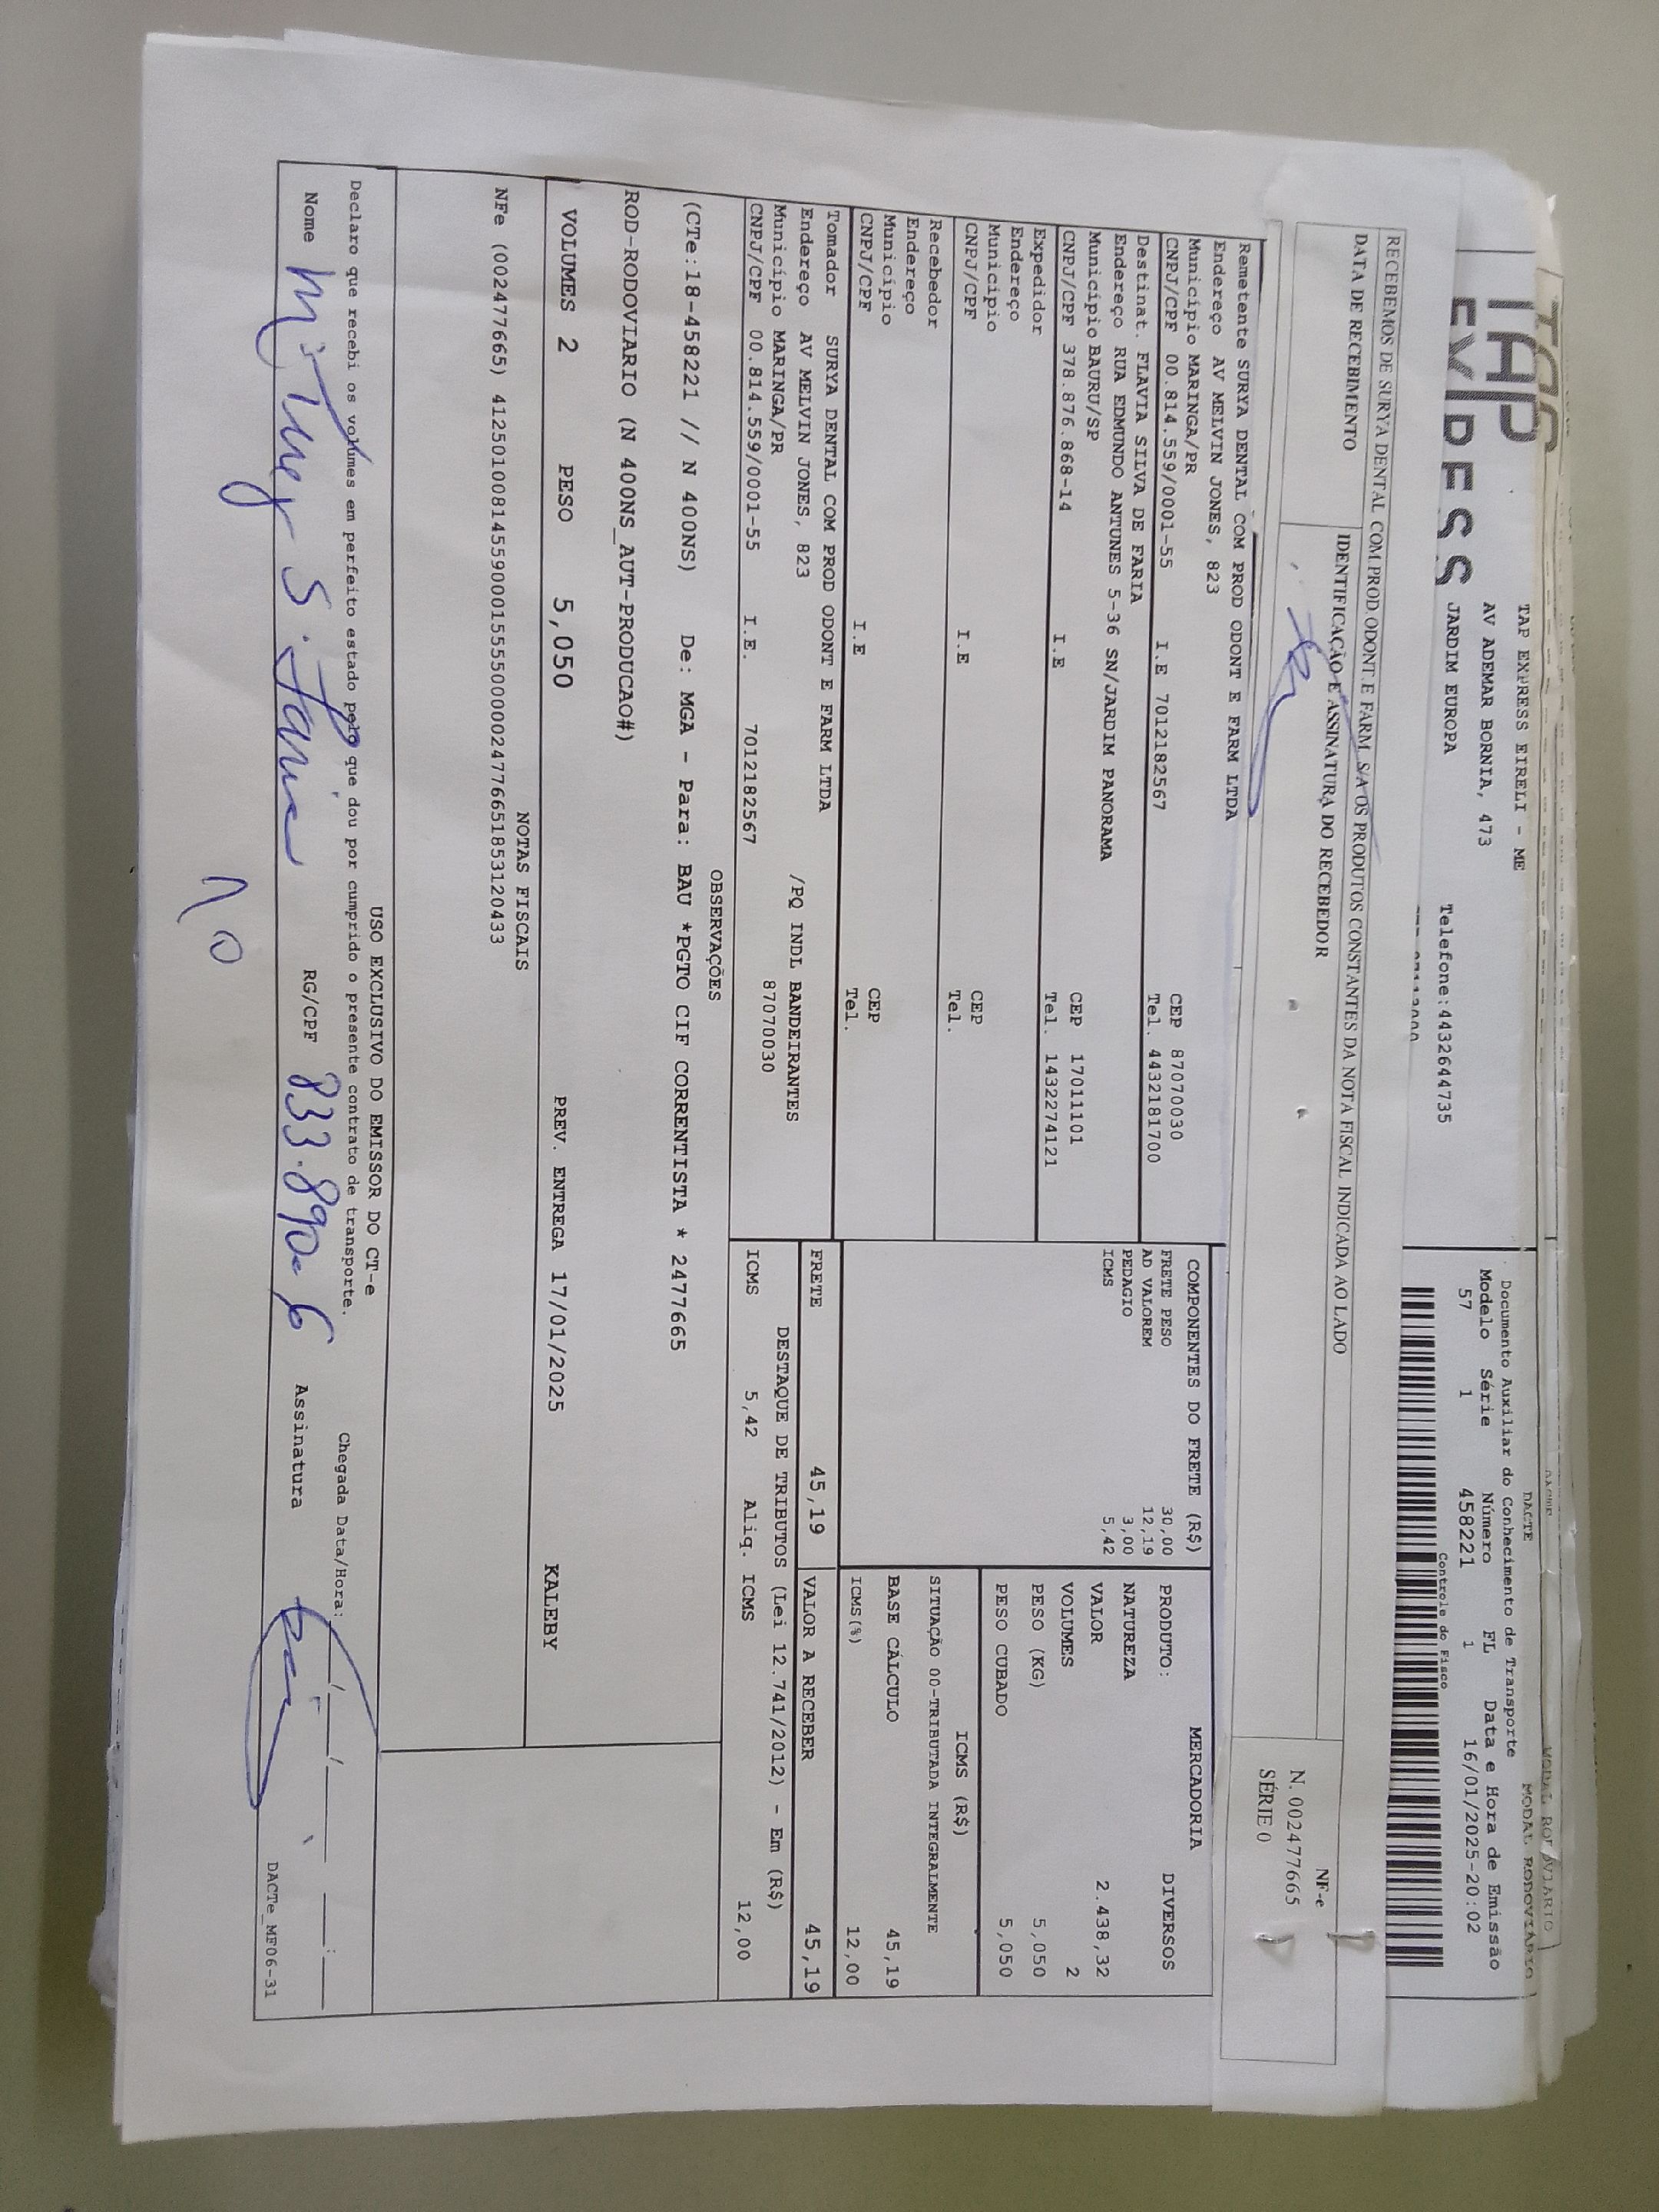 TAP EXPRESS EIRELI - ME
AV ADEMAR BORNIA, 473
JARDIM EUROPA
Telefone:4432644735
DACTE
MODAL RODOVIÁRIO
Documento Auxiliar do Conhecimento de Transporte
Modelo Série Número FL Data e Hora de Emissão
57 1 458221 1 16/01/2025-20:02
Controle do Fisco
RECEBEMOS DE SURYA DENTAL COM PROD ODONT E FARM. S/A OS PRODUTOS CONSTANTES DA NOTA FISCAL INDICADA AO LADO
DATA DE RECEBIMENTO
IDENTIFICAÇÃO E ASSINATURA DO RECEBEDOR
NF-e
N. 002477665
SÉRIE 0
Remetente SURYA DENTAL COM PROD ODONT E FARM LTDA
Endereço AV MELVIN JONES, 823
Município MARINGA/PR CEP 87070030
CNPJ/CPF 00.814.559/0001-55 I.E 7012182567 Tel. 4432181700
Destinat. FLAVIA SILVA DE FARIA
Endereço RUA EDMUNDO ANTUNES 5-36 SN/JARDIM PANORAMA
Município BAURU/SP CEP 17011101
CNPJ/CPF 378.876.868-14 I.E Tel. 1432274121
Expedidor
Endereço
Município CEP
CNPJ/CPF I.E Tel.
Recebedor
Endereço
Município CEP
CNPJ/CPF I.E Tel.
Tomador SURYA DENTAL COM PROD ODONT E FARM LTDA
Endereço AV MELVIN JONES, 823 /PQ INDL BANDEIRANTES
Município MARINGA/PR 87070030
CNPJ/CPF 00.814.559/0001-55 I.E. 7012182567
COMPONENTES DO FRETE (R$)
FRETE PESO 30,00
AD VALOREM 12,19
PEDAGIO 3,00
ICMS 5,42
MERCADORIA
PRODUTO: DIVERSOS
NATUREZA
VALOR 2.438,32
VOLUMES 2
PESO (KG) 5,050
PESO CUBADO 5,050
ICMS (R$)
SITUAÇÃO 00-TRIBUTADA INTEGRALMENTE
BASE CÁLCULO 45,19
ICMS(%) 12,00
FRETE 45,19 VALOR A RECEBER 45,19
DESTAQUE DE TRIBUTOS (Lei 12.741/2012) - Em (R$)
ICMS 5,42 Aliq. ICMS 12,00
OBSERVAÇÕES
(CTe:18-458221 // N 400NS) De: MGA - Para: BAU *PGTO CIF CORRENTISTA * 2477665
ROD-RODOVIARIO (N 400NS_AUT-PRODUCAO#)
VOLUMES 2 PESO 5,050 PREV. ENTREGA 17/01/2025 KALEBY
NOTAS FISCAIS
NFe (002477665) 41250100814559000155550000024776651853120433
USO EXCLUSIVO DO EMISSOR DO CT-e
Declaro que recebi os volumes em perfeito estado pelo que dou por cumprido o presente contrato de transporte.
Chegada Data/Hora: __/__/____ __:__
Nome S. Faria RG/CPF 833.890-6 Assinatura
DACTe_MF06-31